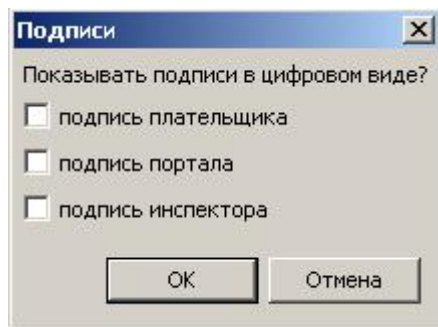 Подписи
Показывать подписи в цифровом виде?
подпись плательщика
подпись портала
подпись инспектора
OK
Отмена